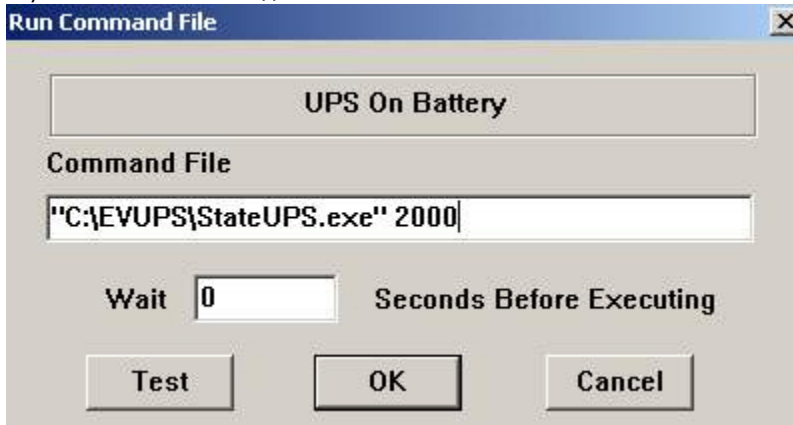 Run Command File
UPS On Battery
Command File
"C:\EVUPS\StateUPS.exe" 2000
Wait 0 Seconds Before Executing
Test OK Cancel